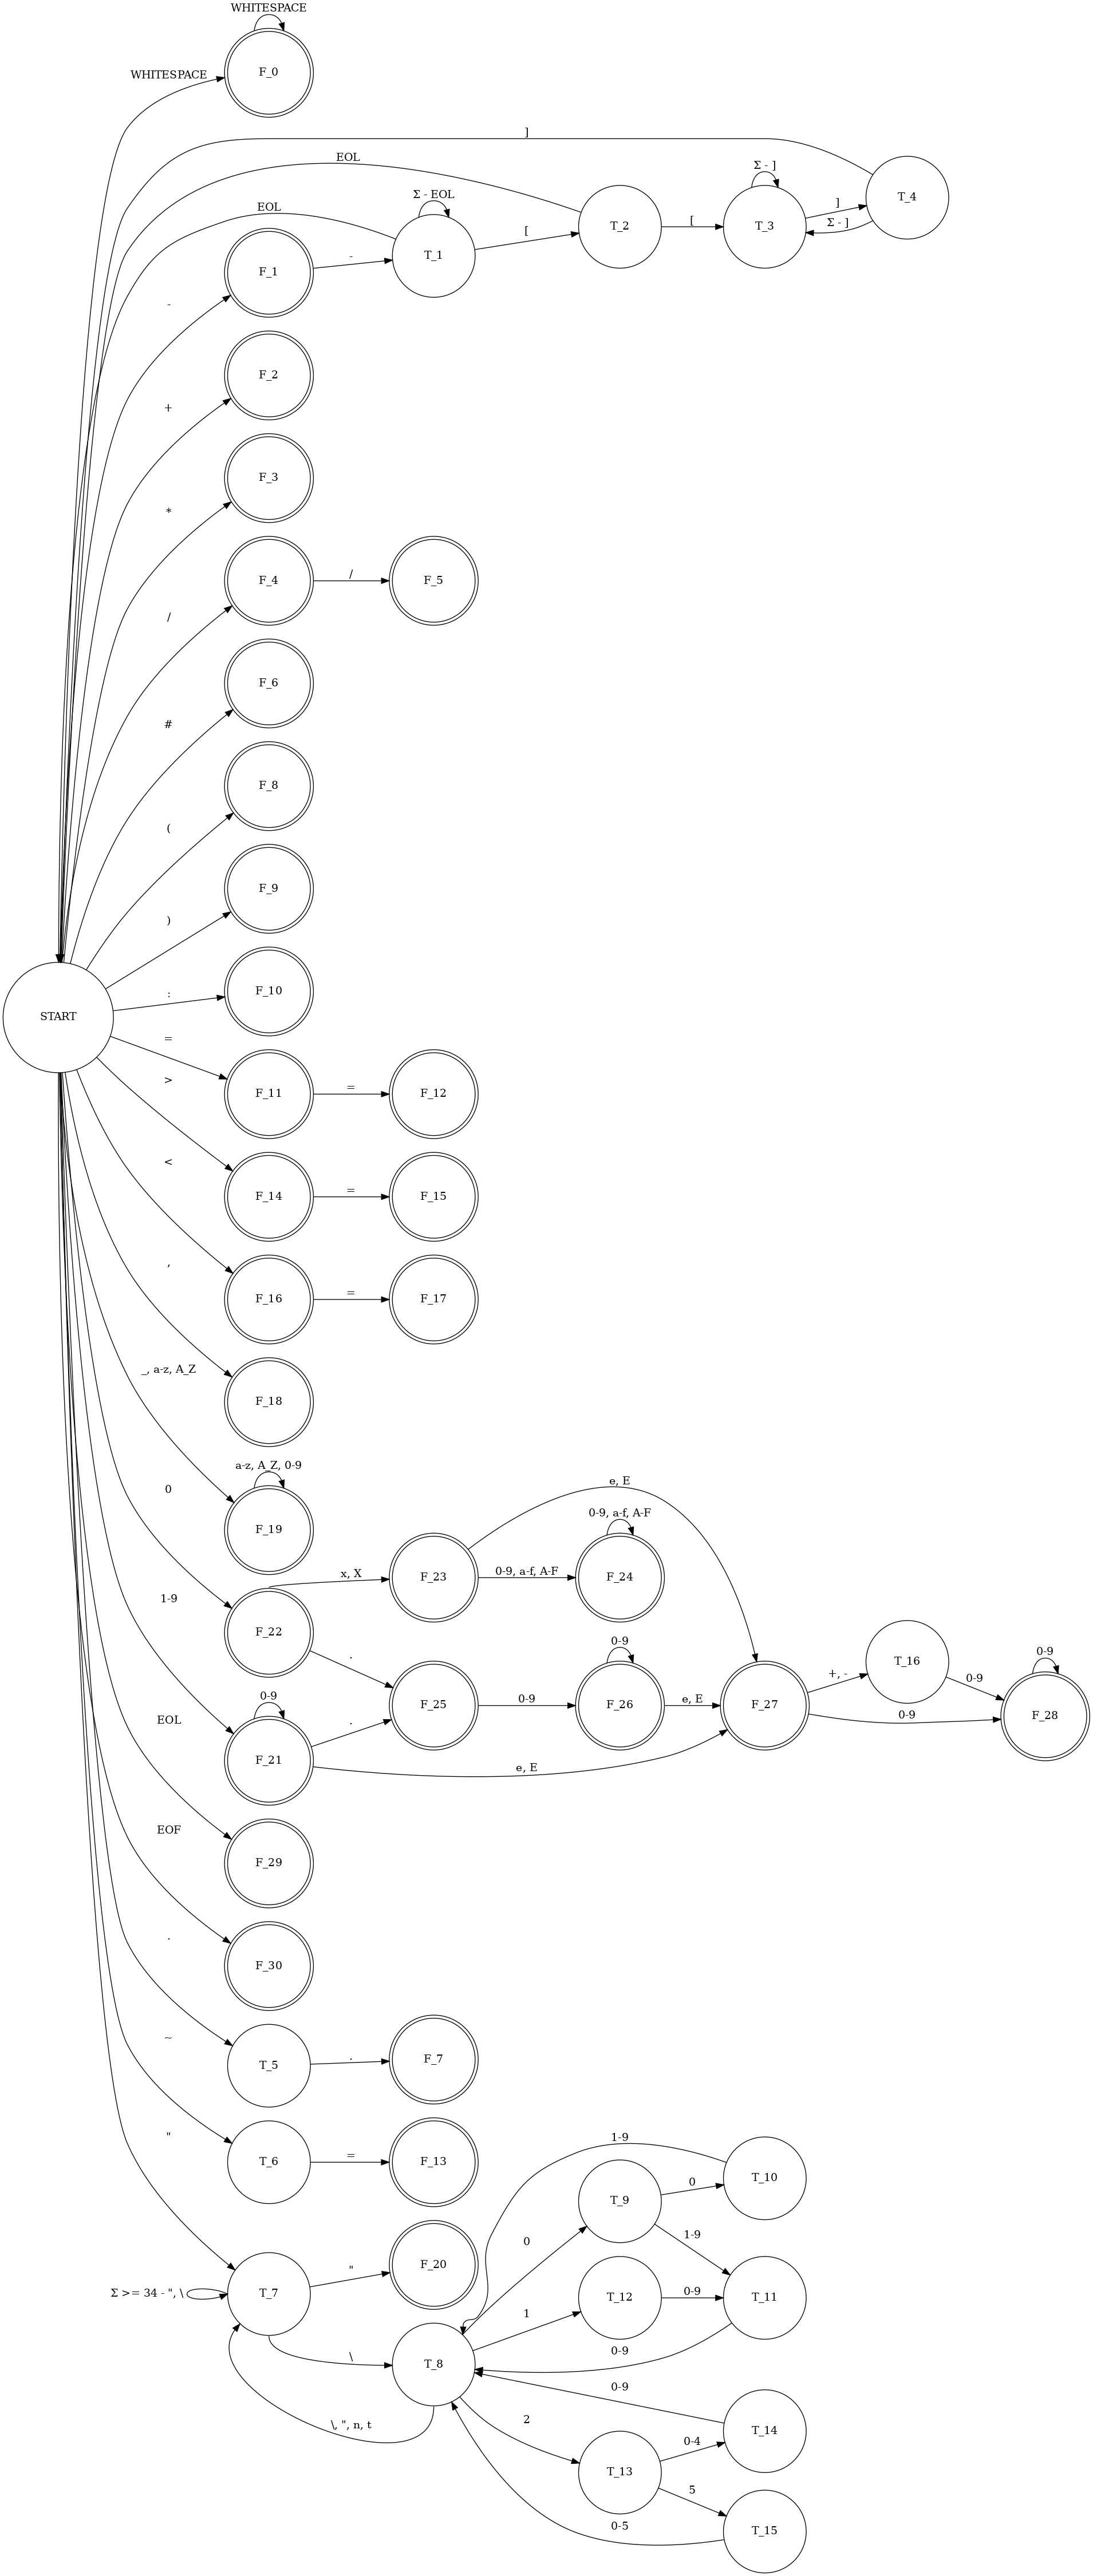 WHITESPACE
F_0
WHITESPACE
]
EOL
Σ - ]
T_4
EOL
Σ - EOL
[
T_2
[
T_3
]
Σ - ]
T_1
F_1
-
-
F_2
+
F_3
*
F_4
/
F_5
/
F_6
#
F_8
(
F_9
)
F_10
:
START
=
F_11
=
F_12
>
F_14
=
F_15
<
F_16
=
F_17
,
F_18
_, a-z, A_Z
a-z, A_Z, 0-9
F_19
e, E
0
x, X
F_23
0-9, a-f, A-F
0-9, a-f, A-F
F_24
1-9
F_22
.
0-9
+, -
T_16
0-9
0-9
F_25
0-9
F_26
e, E
F_27
0-9
F_28
0-9
.
F_21
e, E
EOL
F_29
EOF
F_30
.
T_5
.
F_7
~
T_6
=
F_13
"
1-9
T_10
T_9
0
F_20
"
0
1-9
T_7
Σ >= 34 - ", \
\
T_8
1
T_12
0-9
T_11
0-9
0-9
\, ", n, t
2
T_13
0-4
T_14
5
0-5
T_15